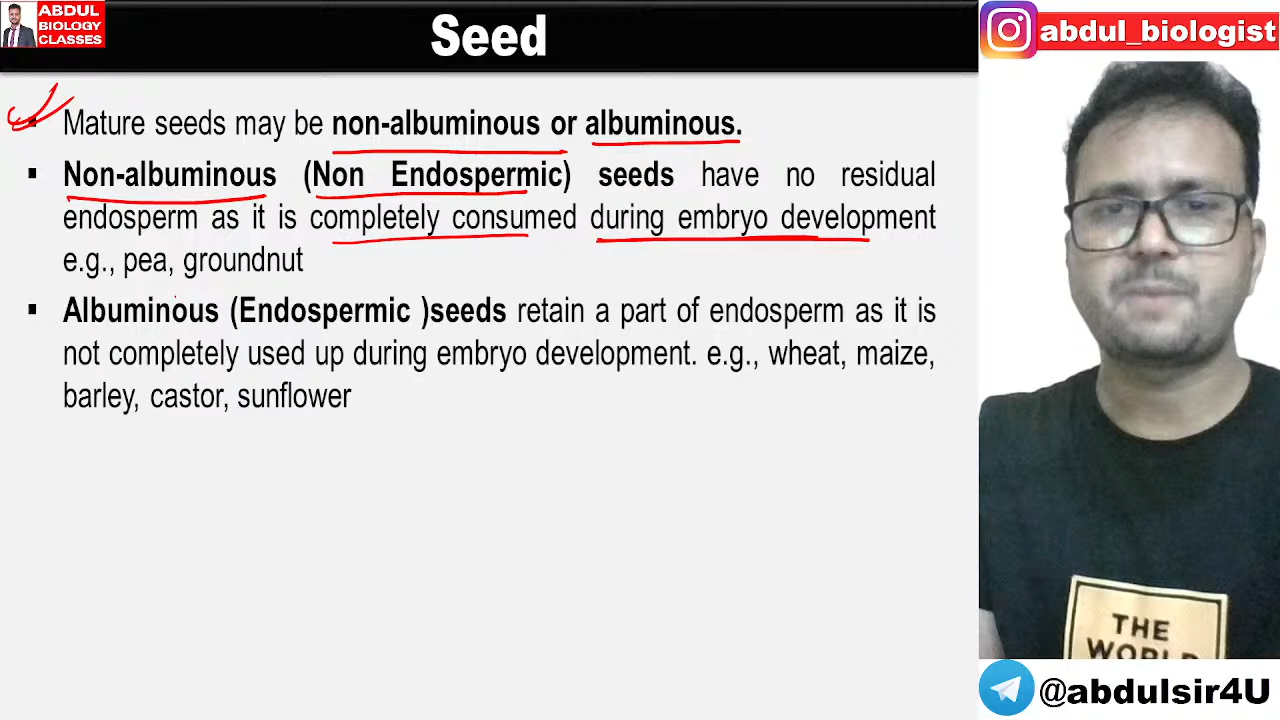 ABDUL
BIOLOGY
CLASSES
Seed
abdul_biologist
▪ Mature seeds may be non-albuminous or albuminous.
▪ Non-albuminous (Non Endospermic) seeds have no residual
endosperm as it is completely consumed during embryo development
e.g., pea, groundnut
▪ Albuminous (Endospermic )seeds retain a part of endosperm as it is
not completely used up during embryo development. e.g., wheat, maize,
barley, castor, sunflower
THE
WORLD
@abdulsir4U